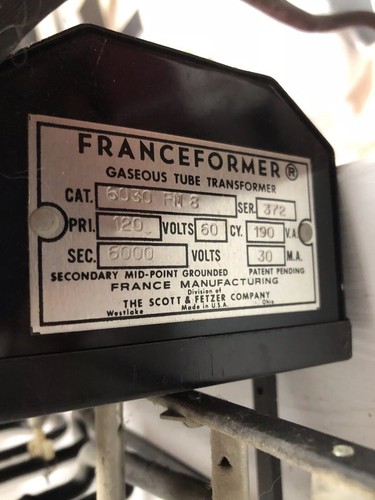 FRANCEFORMER®
GASEOUS TUBE TRANSFORMER
CAT. 6030 FN 8 SER. 372
PRI. 120 VOLTS 60 CY. 190 V.A.
SEC. 6000 VOLTS 30 M.A.
SECONDARY MID-POINT GROUNDED PATENT PENDING
FRANCE MANUFACTURING
Division of
THE SCOTT & FETZER COMPANY
Westlake Made in U.S.A. Ohio